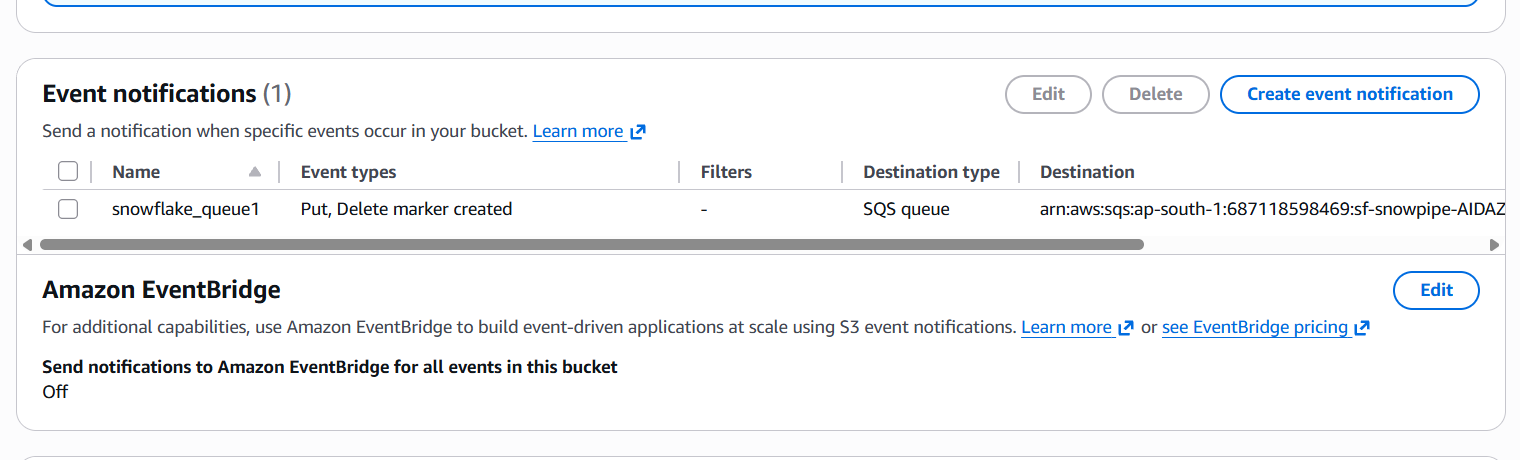 Event notifications (1)
Edit
Delete
Create event notification
Send a notification when specific events occur in your bucket. Learn more
Name Event types Filters Destination type Destination
snowflake_queue1 Put, Delete marker created - SQS queue arn:aws:sqs:ap-south-1:687118598469:sf-snowpipe-AIDAZ
Amazon EventBridge
Edit
For additional capabilities, use Amazon EventBridge to build event-driven applications at scale using S3 event notifications. Learn more or see EventBridge pricing
Send notifications to Amazon EventBridge for all events in this bucket
Off